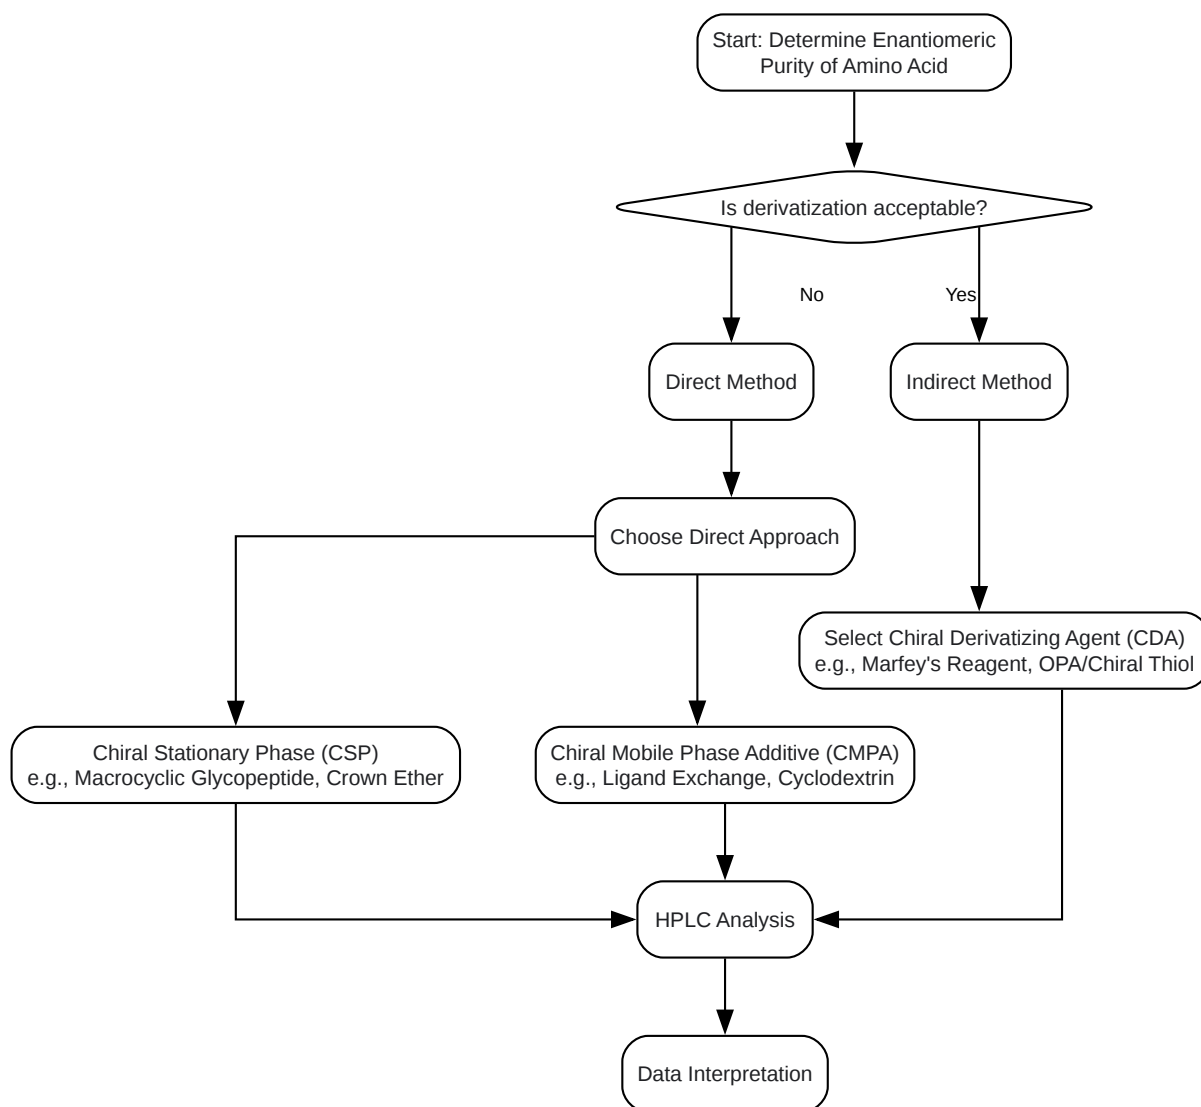 Start: Determine Enantiomeric
Purity of Amino Acid
Is derivatization acceptable?
No
Yes
Direct Method
Indirect Method
Choose Direct Approach
Select Chiral Derivatizing Agent (CDA)
e.g., Marfey's Reagent, OPA/Chiral Thiol
Chiral Stationary Phase (CSP)
e.g., Macrocyclic Glycopeptide, Crown Ether
Chiral Mobile Phase Additive (CMPA)
e.g., Ligand Exchange, Cyclodextrin
HPLC Analysis
Data Interpretation